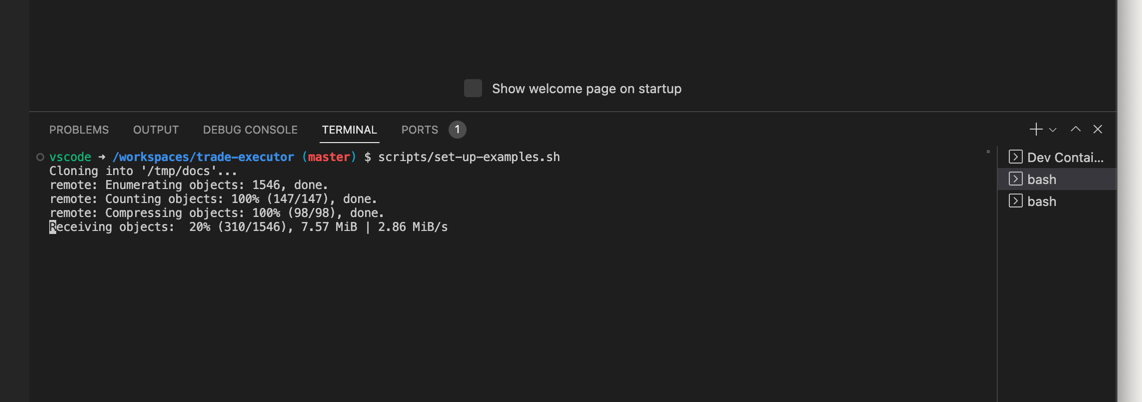 Show welcome page on startup
PROBLEMS OUTPUT DEBUG CONSOLE TERMINAL PORTS 1
vscode → /workspaces/trade-executor (master) $ scripts/set-up-examples.sh
Cloning into '/tmp/docs'...
remote: Enumerating objects: 1546, done.
remote: Counting objects: 100% (147/147), done.
remote: Compressing objects: 100% (98/98), done.
Receiving objects:  20% (310/1546), 7.57 MiB | 2.86 MiB/s
Dev Contai...
bash
bash